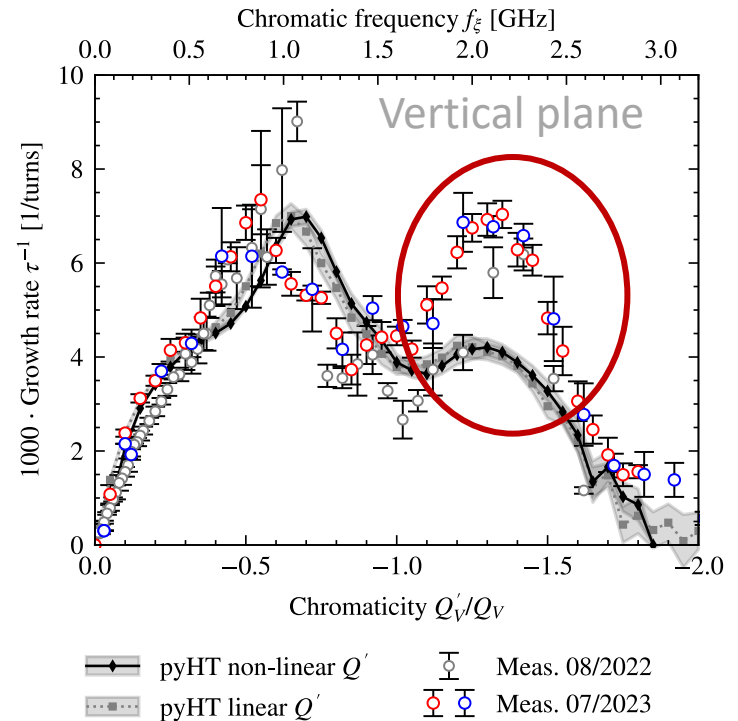 Chromatic frequency f_ξ [GHz]
0.0 0.5 1.0 1.5 2.0 2.5 3.0
10
8
6
4
2
0
1000 · Growth rate τ⁻¹ [1/turns]
Vertical plane
0.0 −0.5 −1.0 −1.5 −2.0
Chromaticity Q'_V/Q_V
pyHT non-linear Q′ Meas. 08/2022
pyHT linear Q′ Meas. 07/2023